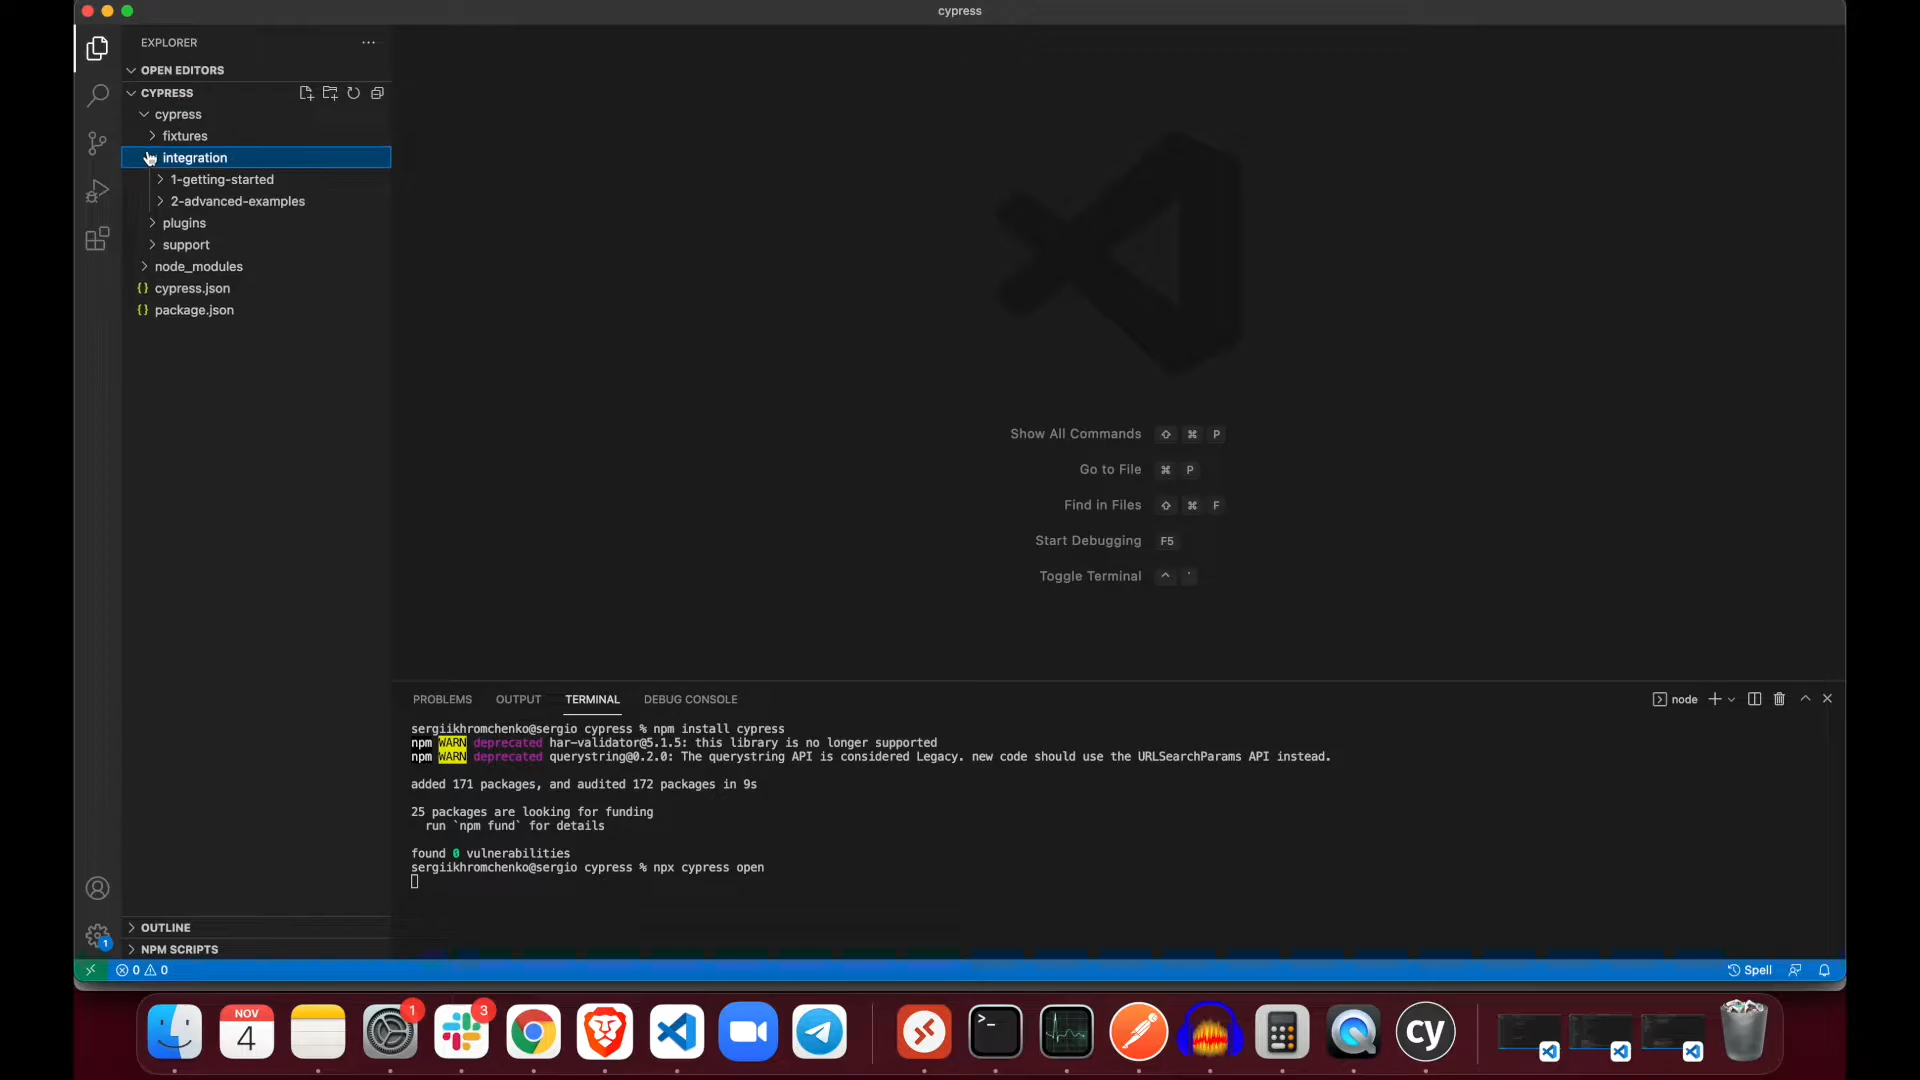 cypress
EXPLORER
OPEN EDITORS
CYPRESS
cypress
fixtures
integration
1-getting-started
2-advanced-examples
plugins
support
node_modules
{} cypress.json
{} package.json
Show All Commands ⇧ ⌘ P
Go to File ⌘ P
Find in Files ⇧ ⌘ F
Start Debugging F5
Toggle Terminal ^ `
PROBLEMS OUTPUT TERMINAL DEBUG CONSOLE
node
sergiikhromchenko@sergio cypress % npm install cypress
npm WARN deprecated har-validator@5.1.5: this library is no longer supported
npm WARN deprecated querystring@0.2.0: The querystring API is considered Legacy. new code should use the URLSearchParams API instead.
added 171 packages, and audited 172 packages in 9s
25 packages are looking for funding
run `npm fund` for details
found 0 vulnerabilities
sergiikhromchenko@sergio cypress % npx cypress open
OUTLINE
1
NPM SCRIPTS
0 0
Spell
NOV
4
1
3
>_
cy